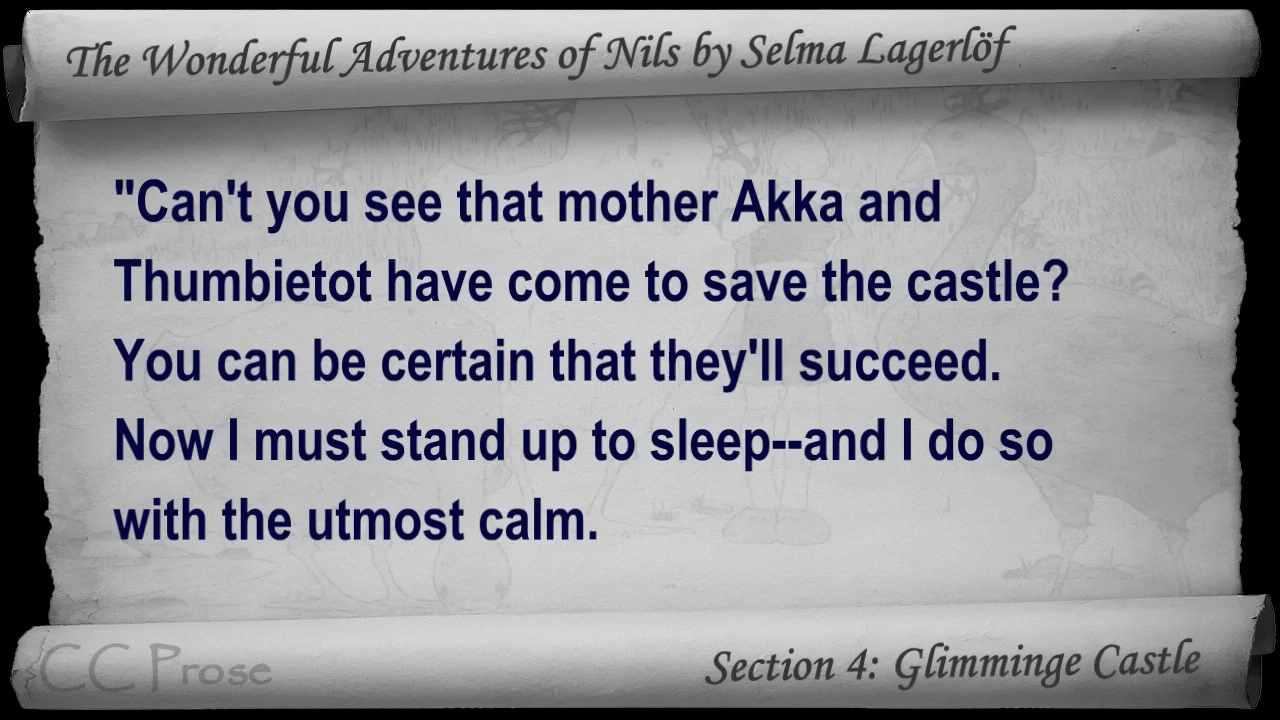 The Wonderful Adventures of Nils by Selma Lagerlöf
"Can't you see that mother Akka and
Thumbietot have come to save the castle?
You can be certain that they'll succeed.
Now I must stand up to sleep--and I do so
with the utmost calm.
CC Prose
Section 4: Glimminge Castle